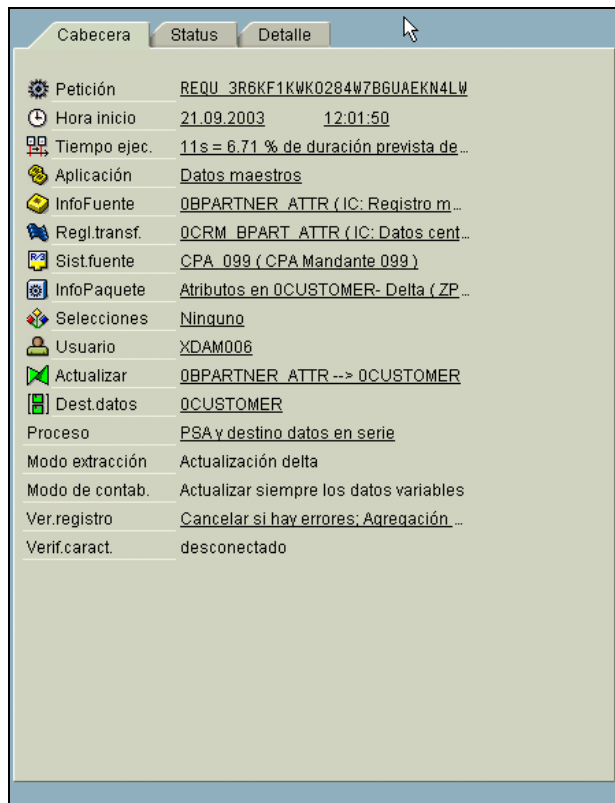 Cabecera Status Detalle
Petición REQU_3R6KF1KWKO284W7BGUAEKN4LW
Hora inicio 21.09.2003 12:01:50
Tiempo ejec. 11s = 6.71 % de duración prevista de...
Aplicación Datos maestros
InfoFuente 0BPARTNER_ATTR ( IC: Registro m...
Regl.transf. 0CRM_BPART_ATTR ( IC: Datos cent...
R/3 Sist.fuente CPA_099 ( CPA Mandante 099 )
InfoPaquete Atributos en 0CUSTOMER- Delta ( ZP...
Selecciones Ninguno
Usuario XDAM006
Actualizar 0BPARTNER_ATTR --> 0CUSTOMER
Dest.datos 0CUSTOMER
Proceso PSA y destino datos en serie
Modo extracción Actualización delta
Modo de contab. Actualizar siempre los datos variables
Ver.registro Cancelar si hay errores; Agregación ...
Verif.caract. desconectado